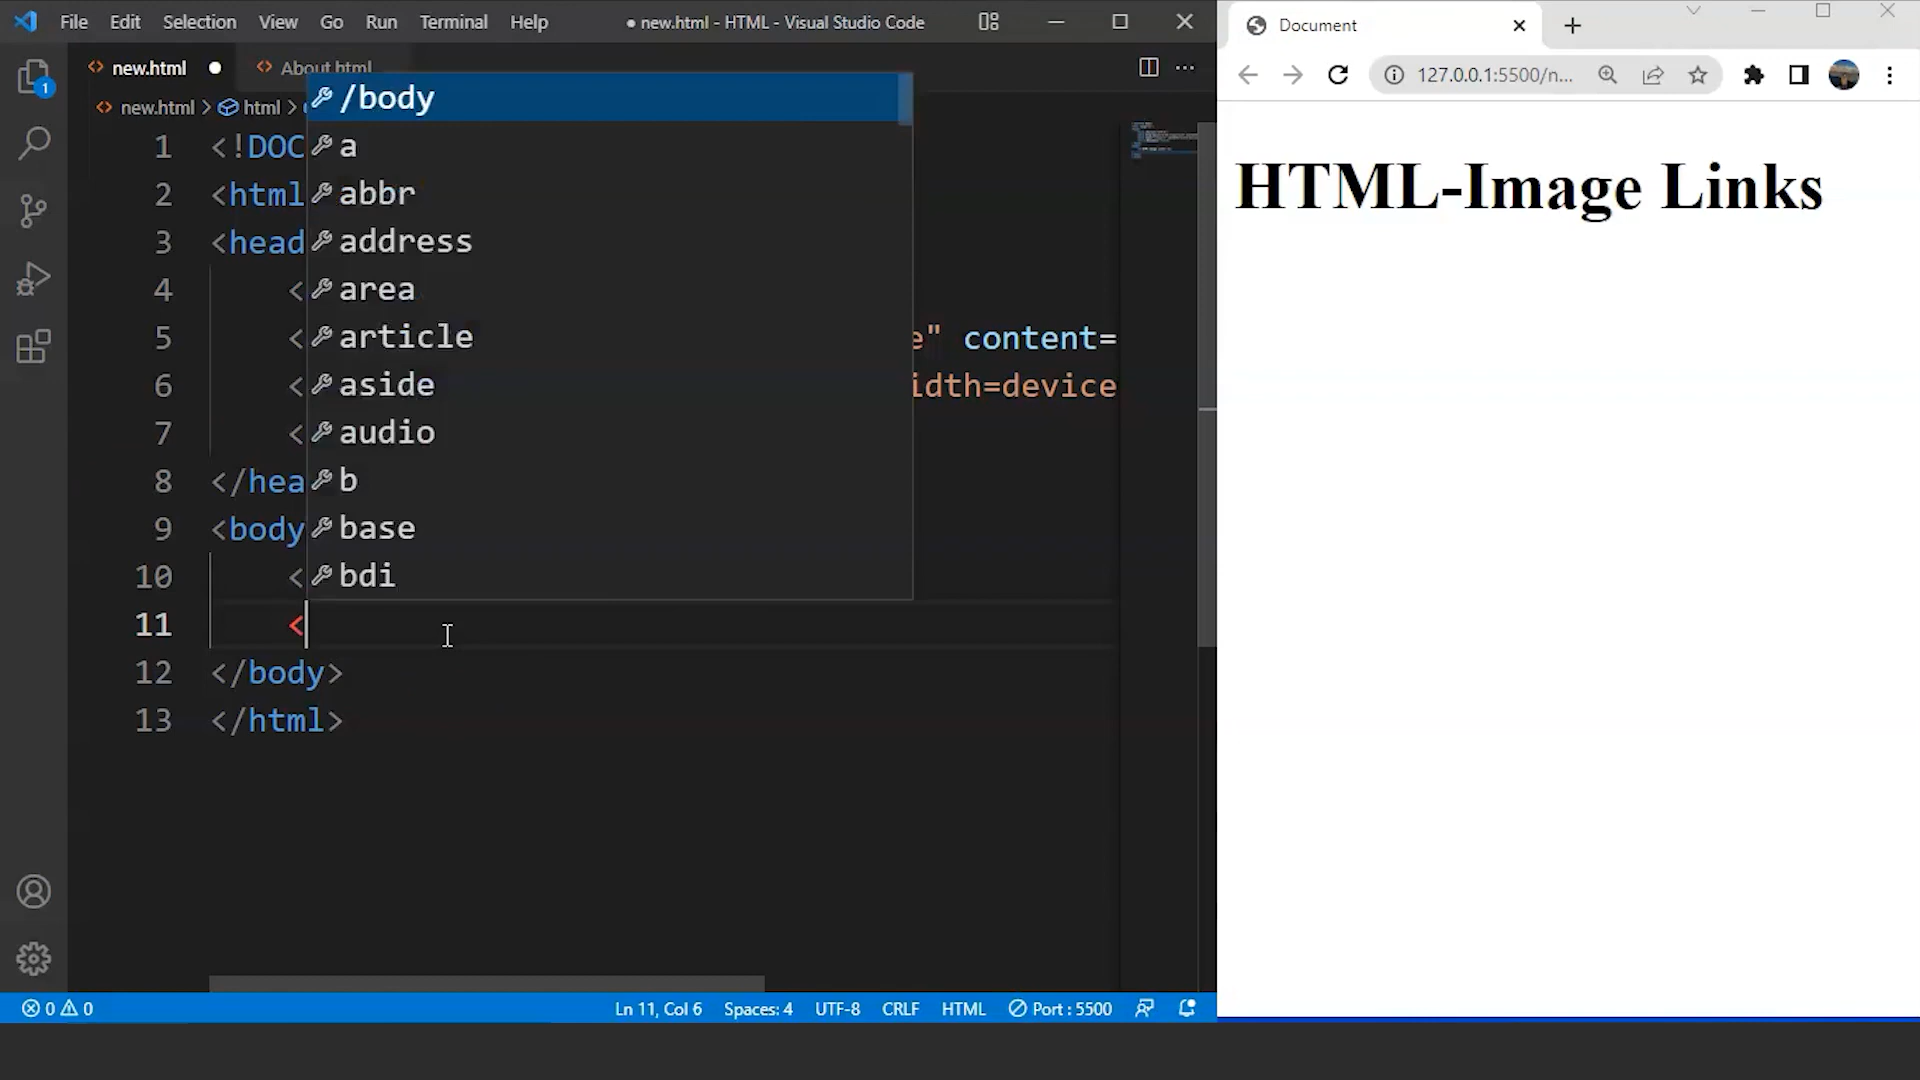 File Edit Selection View Go Run Terminal Help
● new.html - HTML - Visual Studio Code
new.html ● About.html
new.html > html >
1 <!DOC
2 <html
3 <head
4 <
5 < e" content=
6 < idth=device
7 <
8 </hea
9 <body
10 <
11 <
12 </body>
13 </html>
/body
a
abbr
address
area
article
aside
audio
b
base
bdi
1
0 0
Ln 11, Col 6 Spaces: 4 UTF-8 CRLF HTML Port : 5500
Document
127.0.0.1:5500/n...
HTML-Image Links